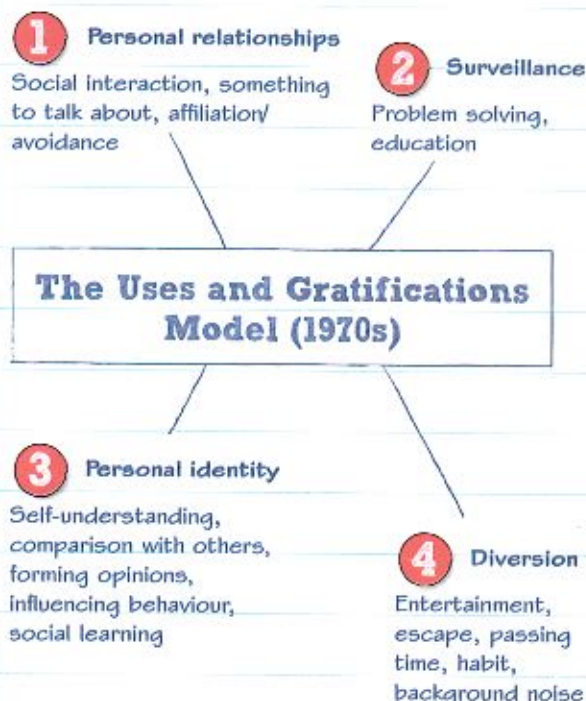 1 Personal relationships
Social interaction, something
to talk about, affiliation/
avoidance
2 Surveillance
Problem solving,
education
The Uses and Gratifications
Model (1970s)
3 Personal identity
Self-understanding,
comparison with others,
forming opinions,
influencing behaviour,
social learning
4 Diversion
Entertainment,
escape, passing
time, habit,
background noise